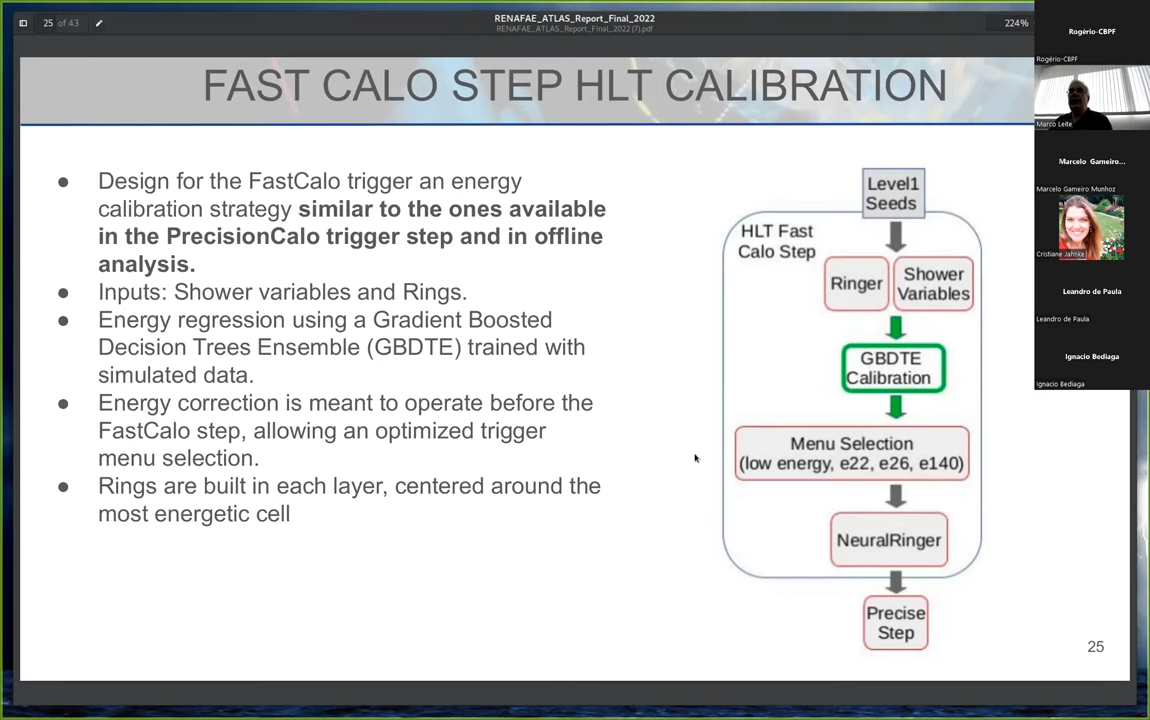 25 of 43
RENAFAE_ATLAS_Report_Final_2022
RENAFAE_ATLAS_Report_Final_2022 (7).pdf
224%
FAST CALO STEP HLT CALIBRATION
● Design for the FastCalo trigger an energy
calibration strategy similar to the ones available
in the PrecisionCalo trigger step and in offline
analysis.
● Inputs: Shower variables and Rings.
● Energy regression using a Gradient Boosted
Decision Trees Ensemble (GBDTE) trained with
simulated data.
● Energy correction is meant to operate before the
FastCalo step, allowing an optimized trigger
menu selection.
● Rings are built in each layer, centered around the
most energetic cell
Level1
Seeds
HLT Fast
Calo Step
Ringer
Shower
Variables
GBDTE
Calibration
Menu Selection
(low energy, e22, e26, e140)
NeuralRinger
Precise
Step
25
Rogério-CBPF
Rogério-CBPF
Marco Leite
Marcelo Gameiro...
Marcelo Gameiro Munhoz
Cristiane Jahnke
Leandro de Paula
Leandro de Paula
Ignacio Bediaga
Ignacio Bediaga